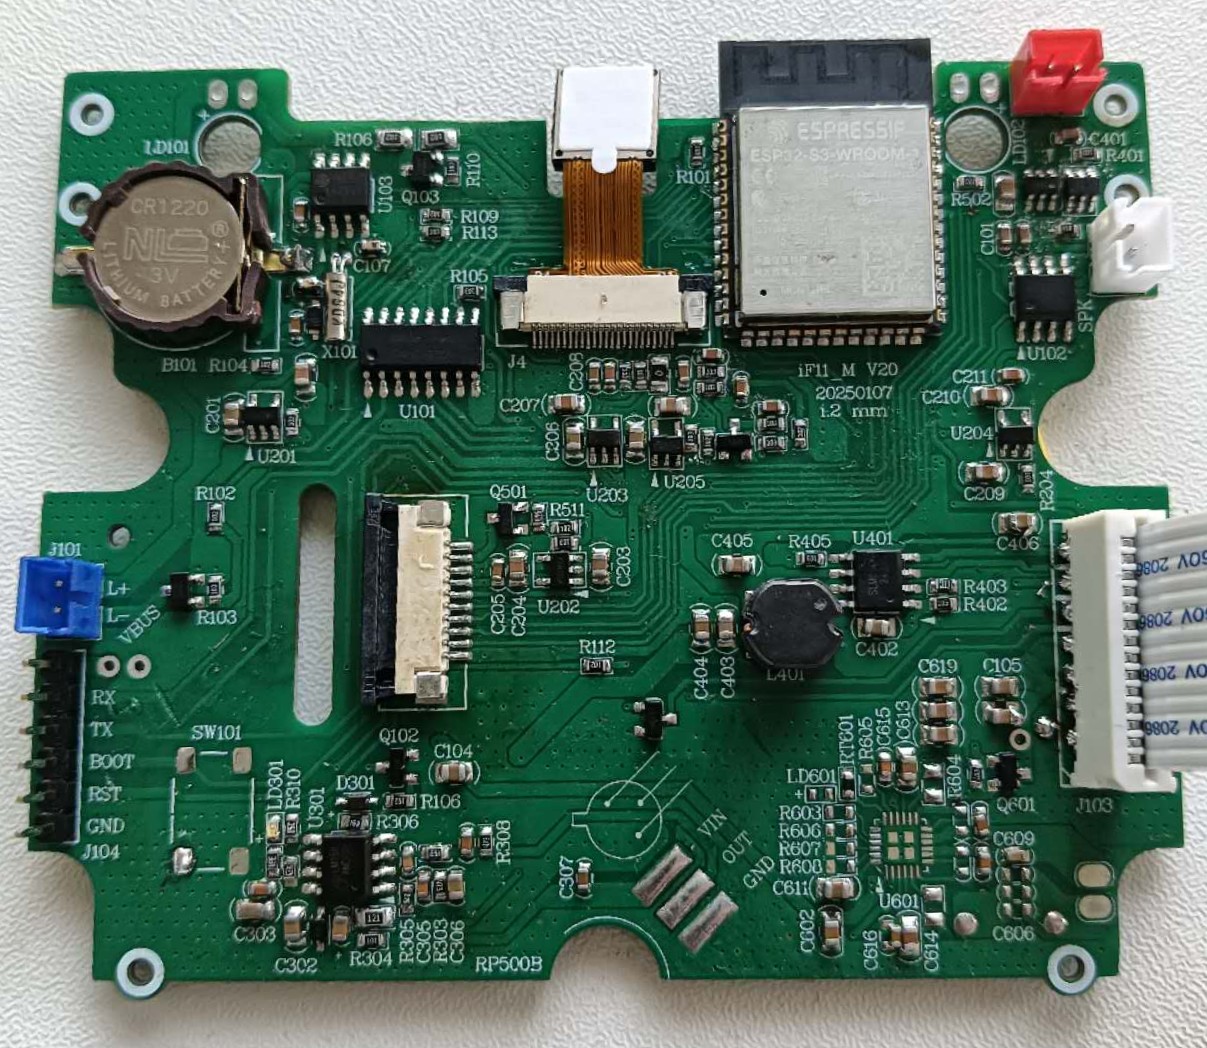 ESPRESSIF
ESP32-S3-WROOM-1
LD101
R106
R110
U103
Q103
R109
R113
C107
R105
R101
LD102
C401
R401
R502
C101
SPK
U102
CR1220
3V
LITHIUM BATTERY
X101
B101
R104
U101
J4
iF11_M V20
20250107
1.2 mm
C208
C207
C206
C201
U201
U203
U205
C211
C210
U204
C209
R204
C406
R102
Q501
R511
C205
C204
U202
C203
C405
R405
U401
R403
R402
C402
C404
C403
L401
J101
L+
L-
VBUS
R103
R112
RX
TX
BOOT
RST
GND
J104
SW101
Q102
C104
D301
R106
R306
LD301
R310
U301
R308
C303
C302
R304
R305
C305
R303
C306
C307
RP500B
VIN
OUT
GND
C619
C105
RT601
R605
C615
C613
R604
LD601
R603
R606
R607
R608
C611
C602
U601
C616
C614
Q601
C609
C606
J103
2086
2086
2086
2086